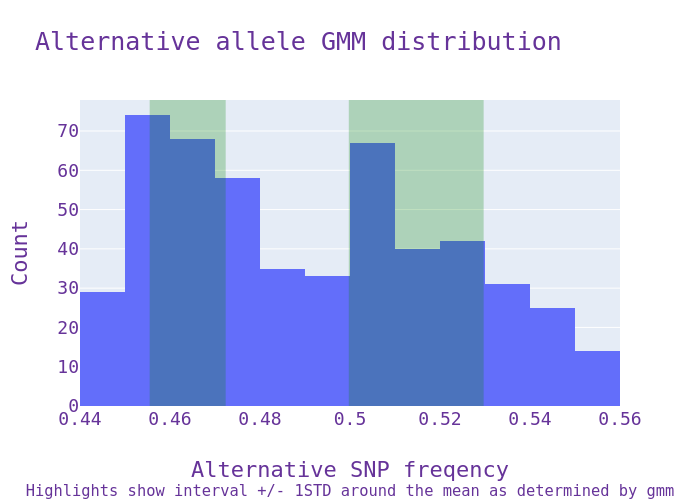 Alternative allele GMM distribution
Count
70
60
50
40
30
20
10
0
0.44 0.46 0.48 0.5 0.52 0.54 0.56
Alternative SNP freqency
Highlights show interval +/- 1STD around the mean as determined by gmm